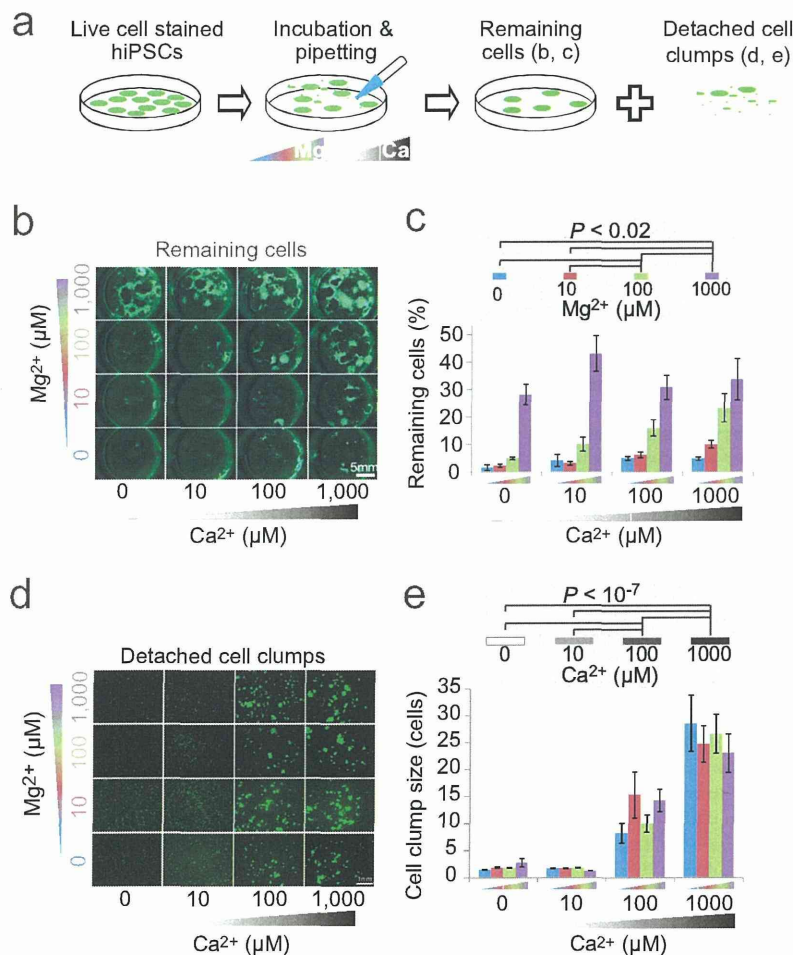 a
Live cell stained hiPSCs
Incubation & pipetting
Remaining cells (b, c)
Detached cell clumps (d, e)
Mg
Ca
b
Remaining cells
Mg²⁺ (µM)
1,000
100
10
0
5mm
0 10 100 1,000
Ca²⁺ (µM)
c
P < 0.02
0 10 100 1000
Mg²⁺ (µM)
Remaining cells (%)
50
40
30
20
10
0
0 10 100 1000
Ca²⁺ (µM)
d
Detached cell clumps
Mg²⁺ (µM)
1,000
100
10
0
1mm
0 10 100 1,000
Ca²⁺ (µM)
e
P < 10⁻⁷
0 10 100 1000
Ca²⁺ (µM)
Cell clump size (cells)
35
30
25
20
15
10
5
0
0 10 100 1000
Ca²⁺ (µM)